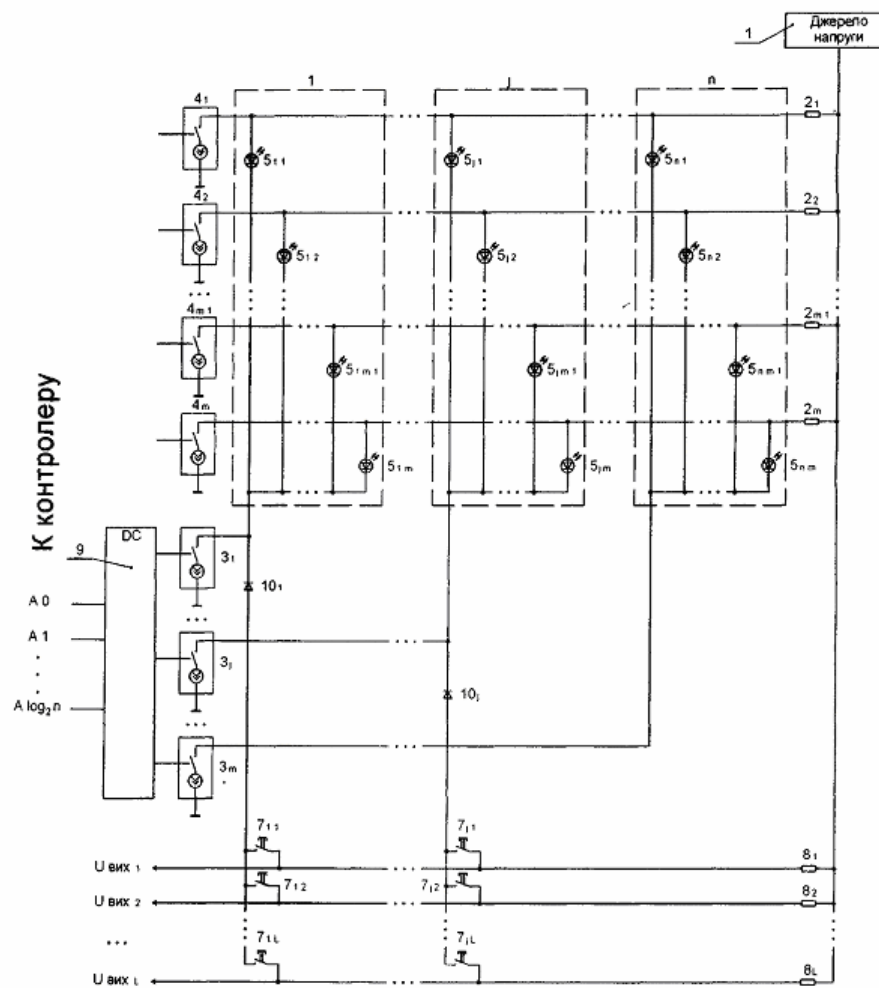 1
Джерело
напруги
1
j
n
4₁
2₁
5₁₁
5ⱼ₁
5ₙ₁
4₂
2₂
5₁₂
5ⱼ₂
5ₙ₂
4ₘ₁
2ₘ₁
5₁ₘ₁
5ⱼₘ₁
5ₙₘ₁
4ₘ
2ₘ
5₁ₘ
5ⱼₘ
5ₙₘ
К контролеру
DC
9
3₁
10₁
A 0
A 1
3ⱼ
10ⱼ
A log₂n
3ₘ
7₁₁
7ⱼ₁
8₁
U вих ₁
7₁₂
7ⱼ₂
8₂
U вих ₂
...
7₁L
7ⱼL
8L
U вих L